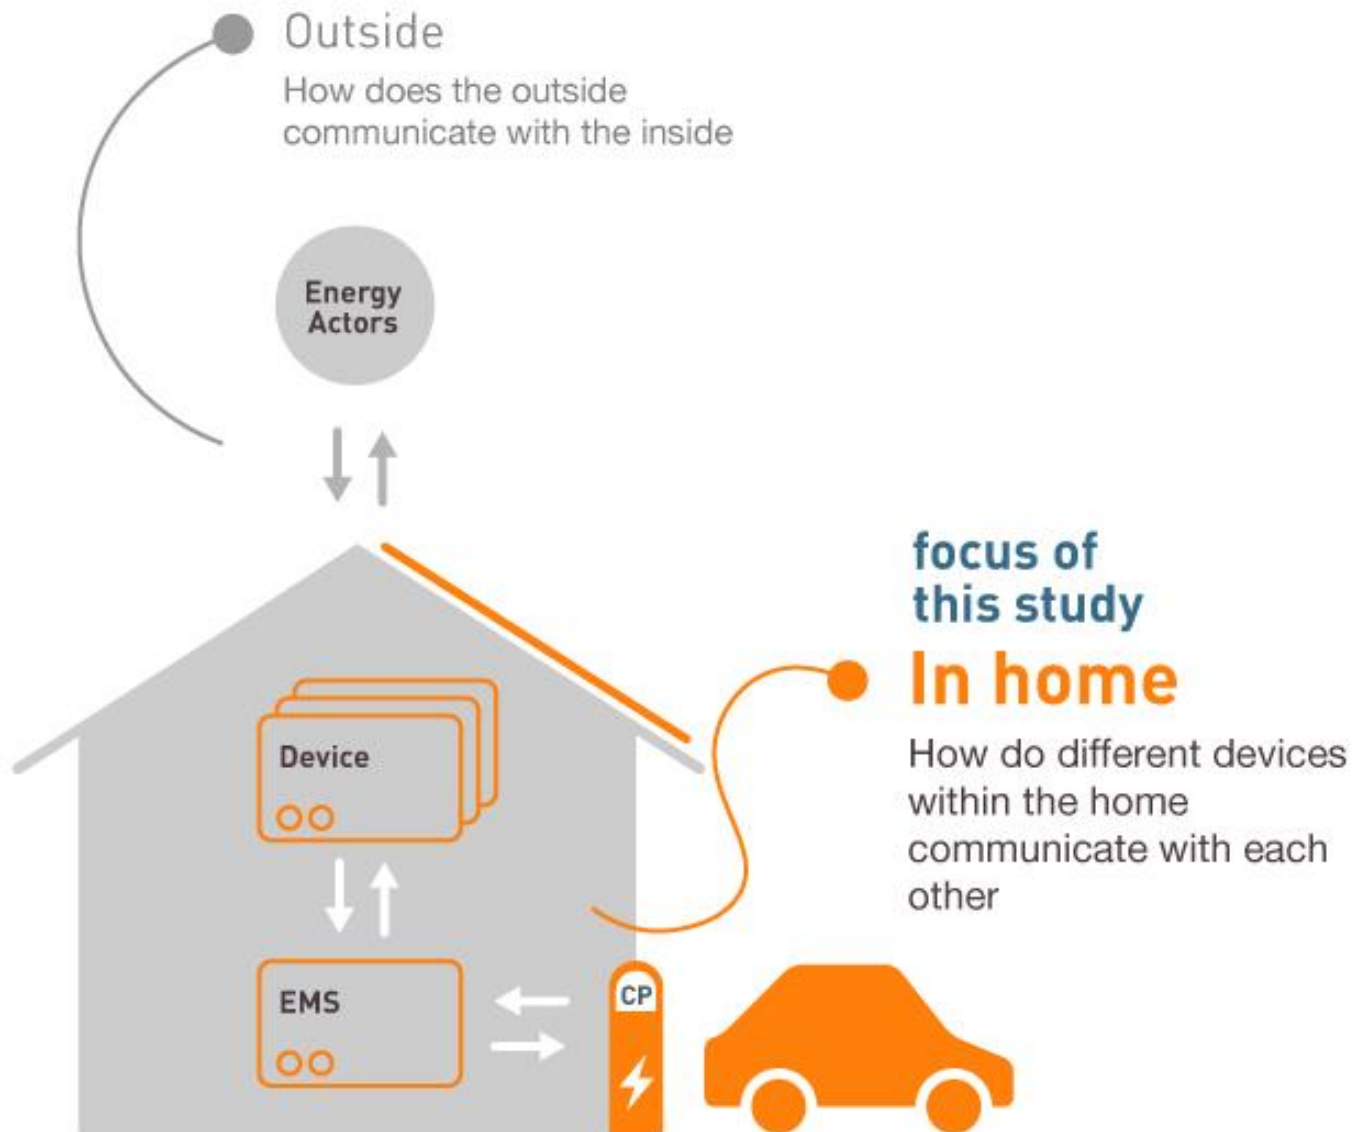 Outside
How does the outside
communicate with the inside
Energy
Actors
focus of
this study
In home
How do different devices
within the home
communicate with each
other
Device
EMS
CP